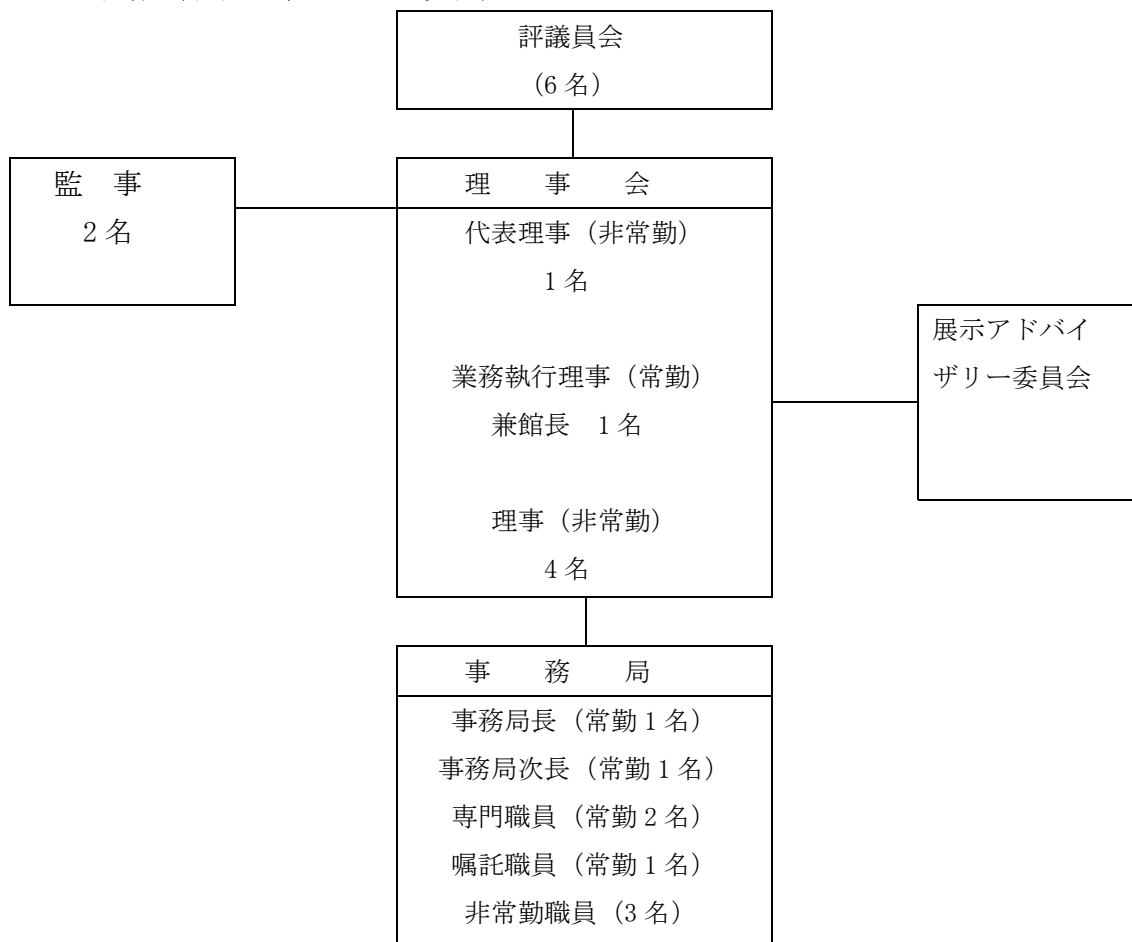 評議員会
(6名)
監 事
2名
理 事 会
代表理事(非常勤)
1名
業務執行理事(常勤)
兼館長 1名
理事(非常勤)
4名
展示アドバイ
ザリー委員会
事 務 局
事務局長(常勤1名)
事務局次長(常勤1名)
専門職員(常勤2名)
嘱託職員(常勤1名)
非常勤職員(3名)